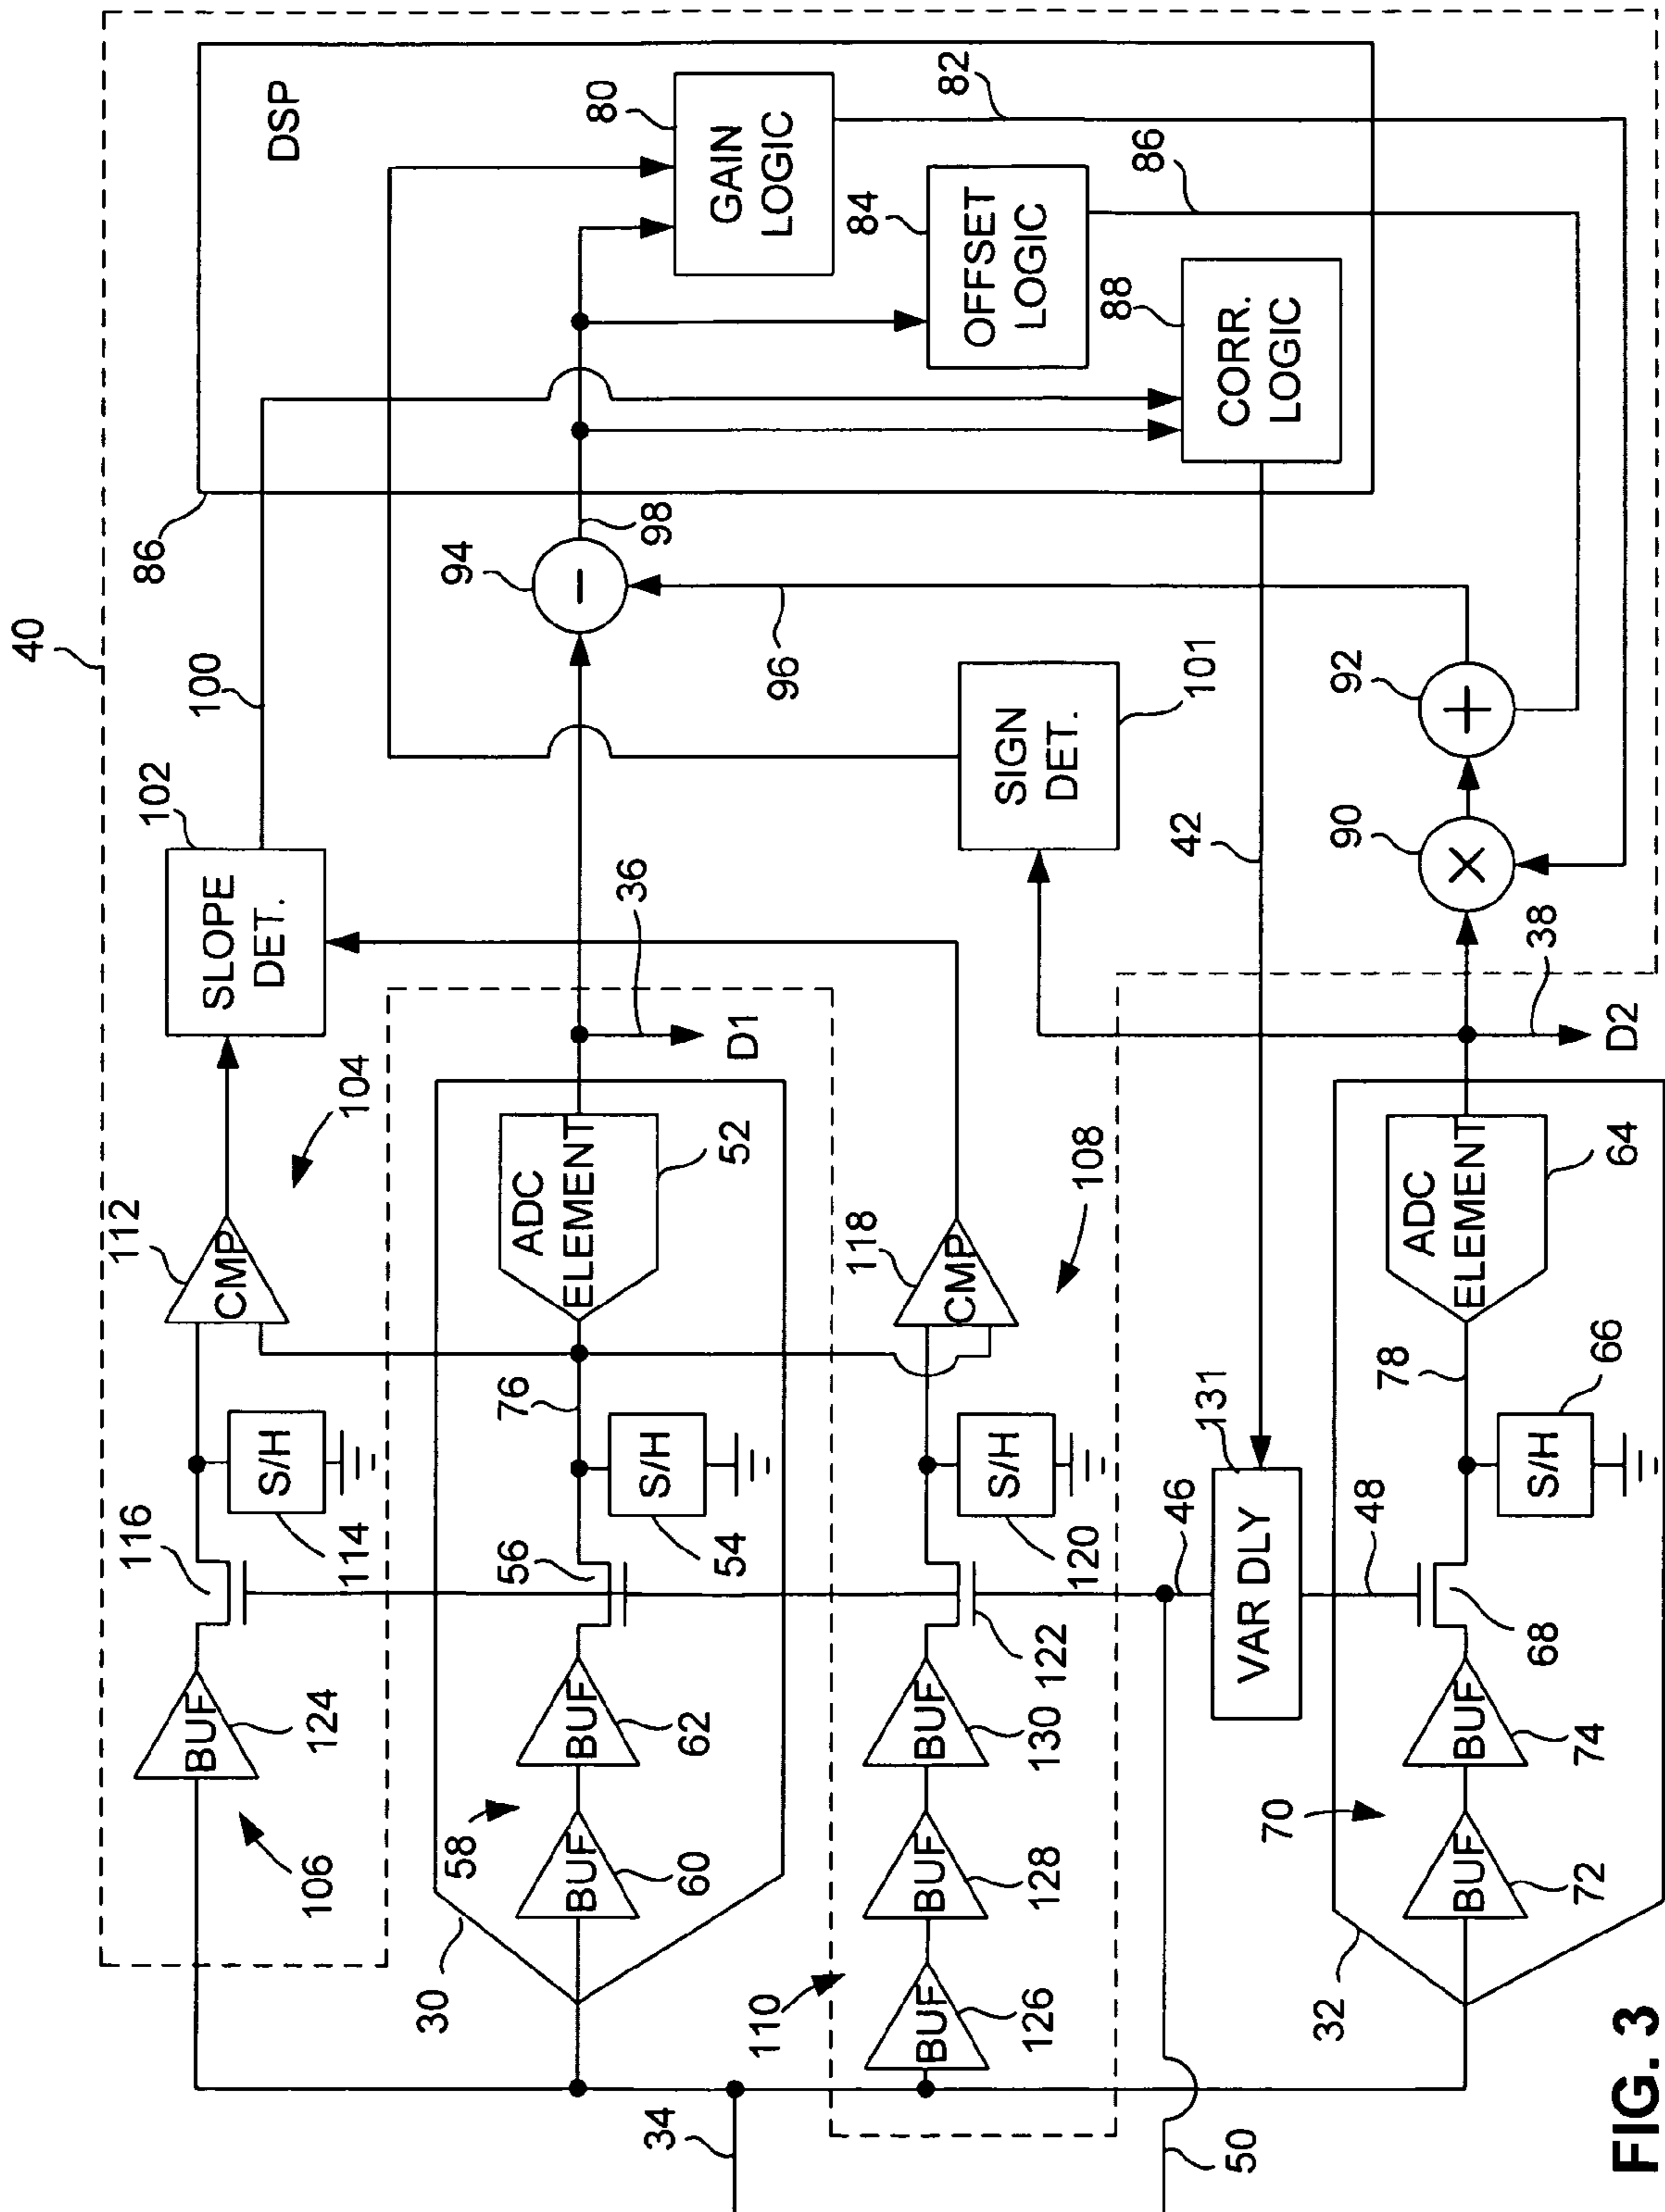 40
86
DSP
100
102
SLOPE
DET.
112
CMP
104
116
S/H
114
BUF
124
106
94
−
98
80
GAIN
LOGIC
82
84
OFFSET
LOGIC
86
88
CORR.
LOGIC
36
D1
ADC
ELEMENT
52
76
S/H
54
56
BUF
62
58
BUF
60
30
96
SIGN
DET.
101
118
CMP
108
S/H
120
122
BUF
130
BUF
128
BUF
126
110
34
50
42
131
VAR DLY
46
48
92
+
90
×
38
D2
ADC
ELEMENT
64
78
S/H
66
68
BUF
74
70
BUF
72
32
FIG. 3